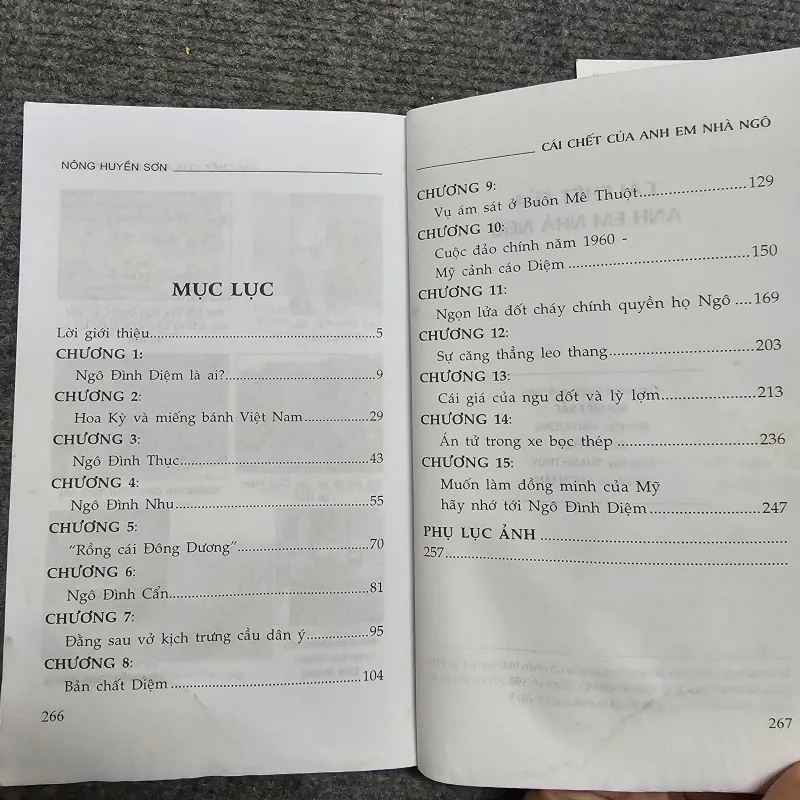 NÔNG HUYỀN SƠN
MỤC LỤC
Lời giới thiệu....................................5
CHƯƠNG 1:
Ngô Đình Diệm là ai?........................9
CHƯƠNG 2:
Hoa Kỳ và miếng bánh Việt Nam..........29
CHƯƠNG 3:
Ngô Đình Thục................................43
CHƯƠNG 4:
Ngô Đình Nhu.................................55
CHƯƠNG 5:
“Rồng cái Đông Dương”.....................70
CHƯƠNG 6:
Ngô Đình Cẩn.................................81
CHƯƠNG 7:
Đằng sau vở kịch trưng cầu dân ý..........95
CHƯƠNG 8:
Bản chất Diệm................................104
266
CÁI CHẾT CỦA ANH EM NHÀ NGÔ
CHƯƠNG 9:
Vụ ám sát ở Buôn Mê Thuột................129
CHƯƠNG 10:
Cuộc đảo chính năm 1960 -
Mỹ cảnh cáo Diệm...........................150
CHƯƠNG 11:
Ngọn lửa đốt cháy chính quyền họ Ngô ....169
CHƯƠNG 12:
Sự căng thẳng leo thang.....................203
CHƯƠNG 13:
Cái giá của ngu dốt và lỳ lợm..............213
CHƯƠNG 14:
Án tử trong xe bọc thép .....................236
CHƯƠNG 15:
Muốn làm đồng minh của Mỹ
hãy nhớ tới Ngô Đình Diệm................247
PHỤ LỤC ẢNH ................................
257................................................
267